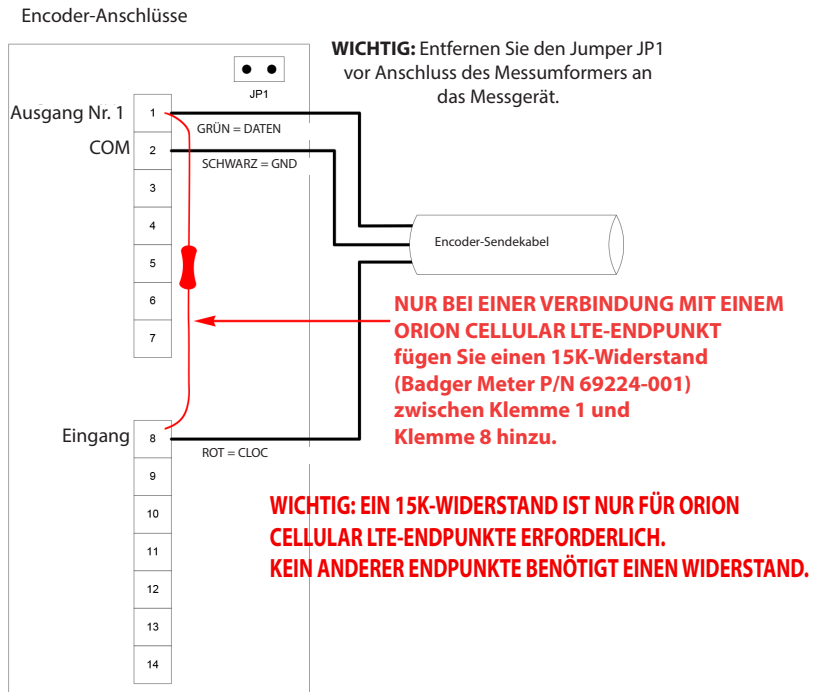 Encoder-Anschlüsse
WICHTIG: Entfernen Sie den Jumper JP1
vor Anschluss des Messumformers an
das Messgerät.
JP1
Ausgang Nr. 1
1
GRÜN = DATEN
COM
2
SCHWARZ = GND
3
4
5
6
7
Encoder-Sendekabel
NUR BEI EINER VERBINDUNG MIT EINEM
ORION CELLULAR LTE-ENDPUNKT
fügen Sie einen 15K-Widerstand
(Badger Meter P/N 69224-001)
zwischen Klemme 1 und
Klemme 8 hinzu.
Eingang
8
ROT = CLOC
9
10
11
12
13
14
WICHTIG: EIN 15K-WIDERSTAND IST NUR FÜR ORION
CELLULAR LTE-ENDPUNKTE ERFORDERLICH.
KEIN ANDERER ENDPUNKTE BENÖTIGT EINEN WIDERSTAND.